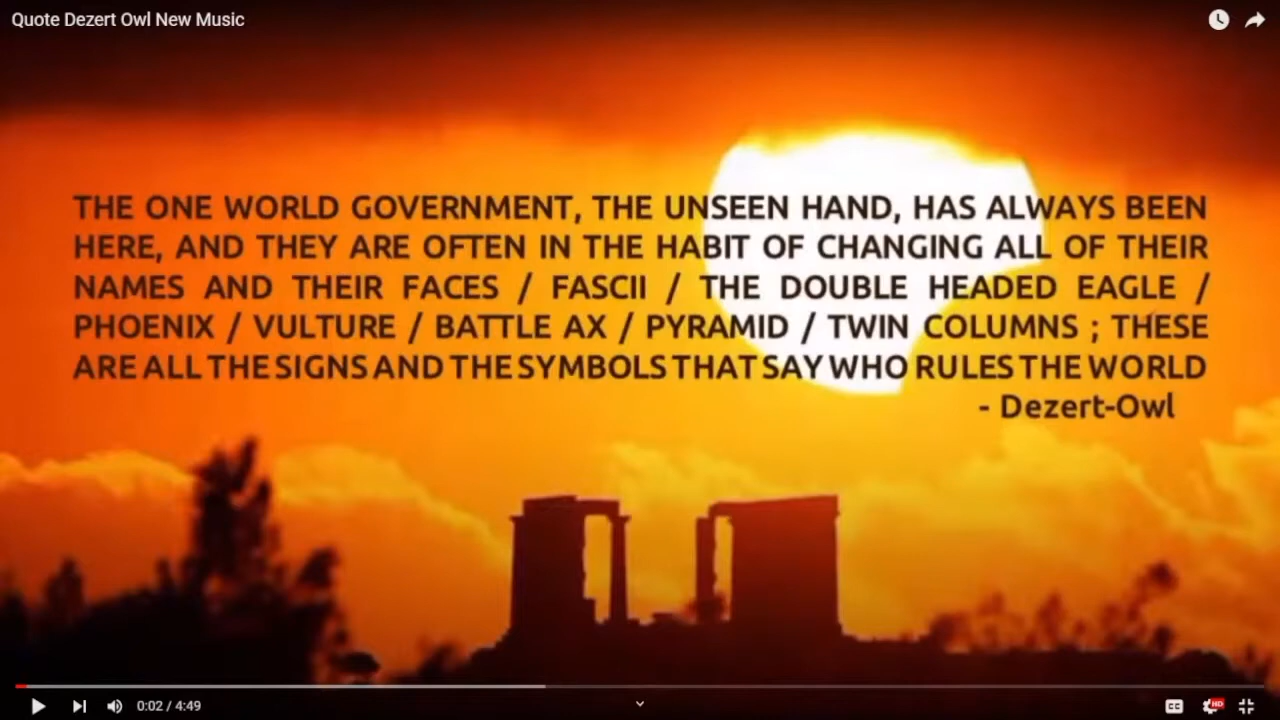 Quote Dezert Owl New Music
THE ONE WORLD GOVERNMENT, THE UNSEEN HAND, HAS ALWAYS BEEN
HERE, AND THEY ARE OFTEN IN THE HABIT OF CHANGING ALL OF THEIR
NAMES AND THEIR FACES / FASCII / THE DOUBLE HEADED EAGLE /
PHOENIX / VULTURE / BATTLE AX / PYRAMID / TWIN COLUMNS ; THESE
ARE ALL THE SIGNS AND THE SYMBOLS THAT SAY WHO RULES THE WORLD
- Dezert-Owl
0:02 / 4:49
CC HD